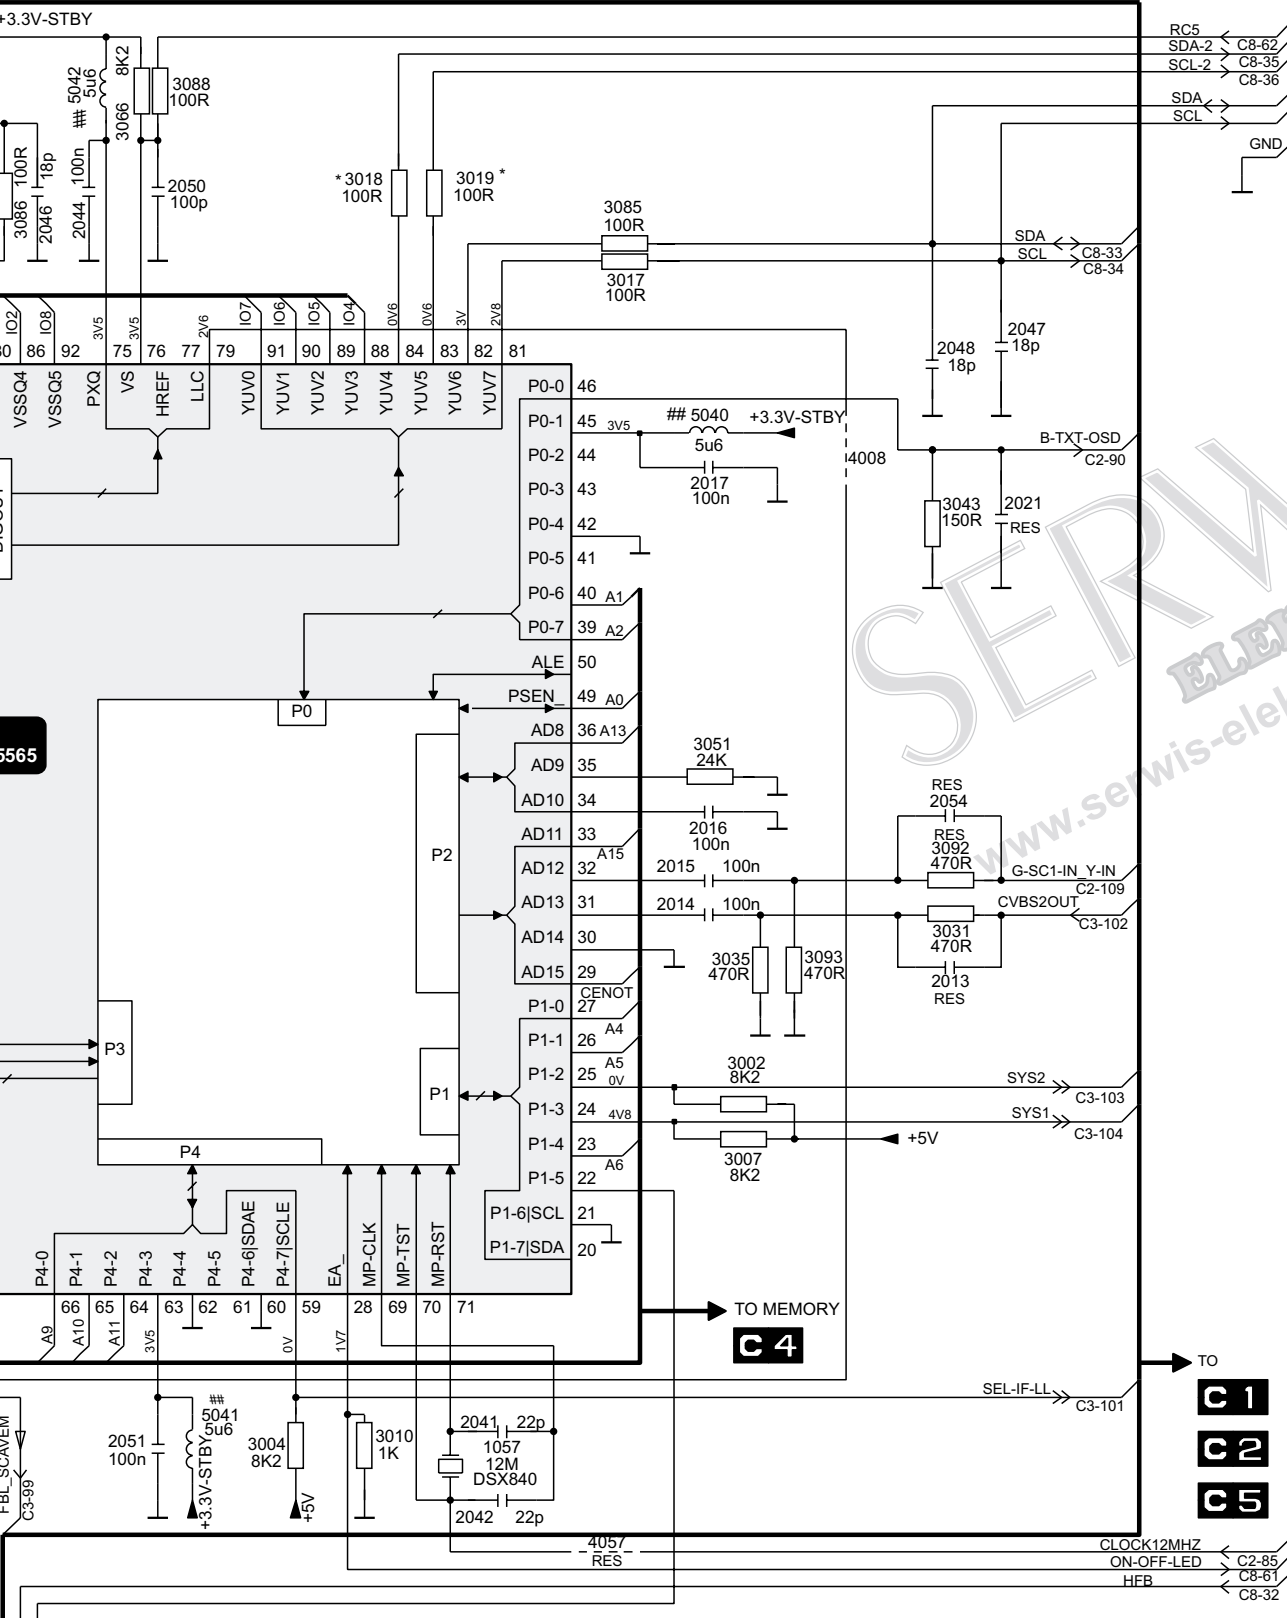 +3.3V-STBY
RC5
SDA-2
C8-62
SCL-2
C8-35
C8-36
SDA
SCL
GND
## 5042
5u6
8K2
3066
3088
100R
100R
3086
18p
2046
100n
2044
2050
100p
* 3018
100R
3019 *
100R
3085
100R
3017
100R
SDA
C8-33
SCL
C8-34
2048
18p
2047
18p
IO2
IO8
3V5
3V5
2V6
IO7
IO6
IO5
IO4
0V6
0V6
3V
2V8
86
92
75
76
77
79
91
90
89
88
84
83
82
81
VSSQ4
VSSQ5
PXQ
VS
HREF
LLC
YUV0
YUV1
YUV2
YUV3
YUV4
YUV5
YUV6
YUV7
P0-0 46
P0-1 45 3V5
P0-2 44
P0-3 43
P0-4 42
P0-5 41
P0-6 40 A1
P0-7 39 A2
ALE 50
PSEN_ 49 A0
AD8 36 A13
AD9 35
AD10 34
AD11 33
A15
AD12 32
AD13 31
AD14 30
AD15 29
CENOT
P1-0 27
A4
P1-1 26
A5
P1-2 25 0V
P1-3 24 4V8
P1-4 23
A6
P1-5 22
P1-6|SCL 21
P1-7|SDA 20
## 5040
5u6
+3.3V-STBY
2017
100n
4008
B-TXT-OSD
C2-90
3043
150R
2021
RES
5565
P0
P2
P3
P1
P4
3051
24K
2016
100n
2015 100n
2014 100n
RES
2054
RES
3092
470R
G-SC1-IN_Y-IN
C2-109
CVBS2OUT
C3-102
3031
470R
2013
RES
3035
470R
3093
470R
3002
8K2
SYS2
C3-103
SYS1
C3-104
3007
8K2
+5V
P4-0
P4-1
P4-2
P4-3
P4-4
P4-5
P4-6|SDAE
P4-7|SCLE
EA_
MP-CLK
MP-TST
MP-RST
66
65
64
63
62
61
60
59
28
69
70
71
A9
A10
A11
3V5
0V
1V7
TO MEMORY
C 4
TO
C 1
C 2
C 5
SEL-IF-LL
C3-101
FBL_SCAVEM
C3-99
2051
100n
##
5041
5u6
+3.3V-STBY
3004
8K2
+5V
3010
1K
2041 22p
1057
12M
DSX840
2042 22p
4057
RES
CLOCK12MHZ
C2-85
ON-OFF-LED
C8-61
HFB
C8-32
www.serwis-ele